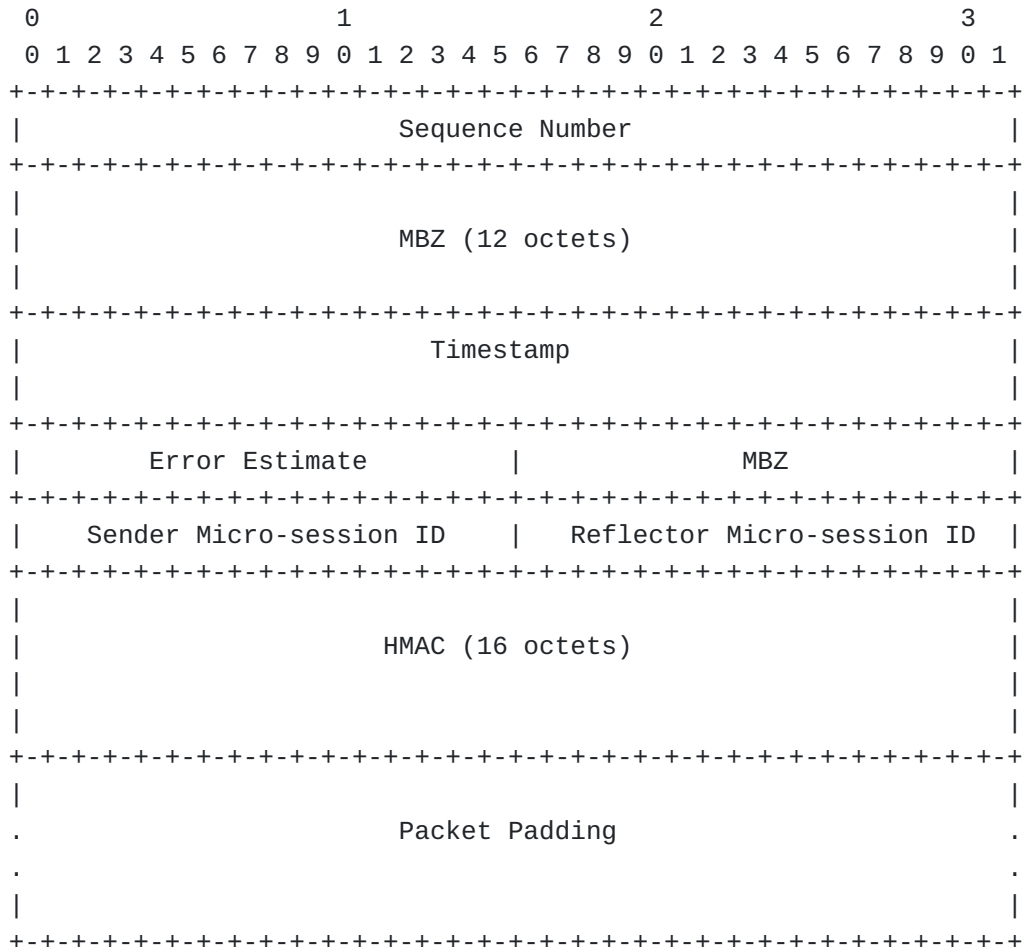 0                   1                   2                   3
 0 1 2 3 4 5 6 7 8 9 0 1 2 3 4 5 6 7 8 9 0 1 2 3 4 5 6 7 8 9 0 1
+-+-+-+-+-+-+-+-+-+-+-+-+-+-+-+-+-+-+-+-+-+-+-+-+-+-+-+-+-+-+-+-+
|                        Sequence Number                        |
+-+-+-+-+-+-+-+-+-+-+-+-+-+-+-+-+-+-+-+-+-+-+-+-+-+-+-+-+-+-+-+-+
|                                                               |
|                        MBZ (12 octets)                        |
|                                                               |
+-+-+-+-+-+-+-+-+-+-+-+-+-+-+-+-+-+-+-+-+-+-+-+-+-+-+-+-+-+-+-+-+
|                          Timestamp                            |
|                                                               |
+-+-+-+-+-+-+-+-+-+-+-+-+-+-+-+-+-+-+-+-+-+-+-+-+-+-+-+-+-+-+-+-+
|        Error Estimate         |              MBZ              |
+-+-+-+-+-+-+-+-+-+-+-+-+-+-+-+-+-+-+-+-+-+-+-+-+-+-+-+-+-+-+-+-+
|    Sender Micro-session ID    |   Reflector Micro-session ID  |
+-+-+-+-+-+-+-+-+-+-+-+-+-+-+-+-+-+-+-+-+-+-+-+-+-+-+-+-+-+-+-+-+
|                                                               |
|                       HMAC (16 octets)                        |
|                                                               |
|                                                               |
+-+-+-+-+-+-+-+-+-+-+-+-+-+-+-+-+-+-+-+-+-+-+-+-+-+-+-+-+-+-+-+-+
|                                                               |
.                        Packet Padding                         .
.                                                               .
|                                                               |
+-+-+-+-+-+-+-+-+-+-+-+-+-+-+-+-+-+-+-+-+-+-+-+-+-+-+-+-+-+-+-+-+